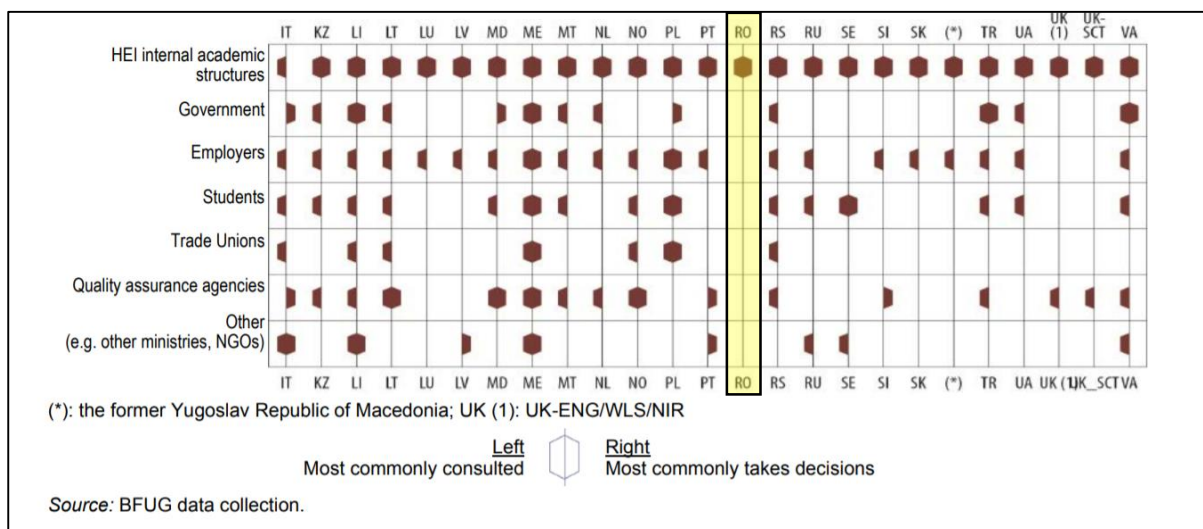 IT KZ LI LT LU LV MD ME MT NL NO PL PT RO RS RU SE SI SK (*) TR UA UK (1) UK-SCT VA
HEI internal academic
structures
Government
Employers
Students
Trade Unions
Quality assurance agencies
Other
(e.g. other ministries, NGOs)
IT KZ LI LT LU LV MD ME MT NL NO PL PT RO RS RU SE SI SK (*) TR UA UK (1) UK_SCT VA
(*): the former Yugoslav Republic of Macedonia; UK (1): UK-ENG/WLS/NIR
Left Right
Most commonly consulted Most commonly takes decisions
Source: BFUG data collection.